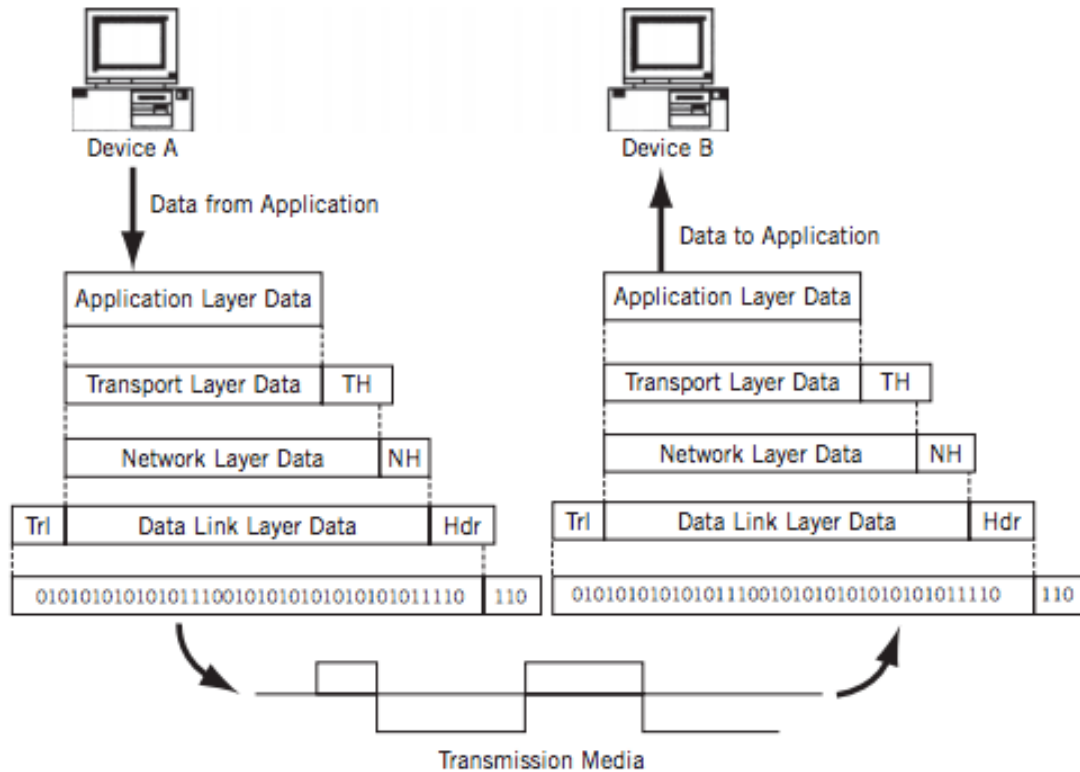 Device A
Device B
Data from Application
Data to Application
Application Layer Data
Application Layer Data
Transport Layer Data TH
Transport Layer Data TH
Network Layer Data NH
Network Layer Data NH
Trl Data Link Layer Data Hdr
Trl Data Link Layer Data Hdr
0101010101010111001010101010101011110 110
0101010101010111001010101010101011110 110
Transmission Media